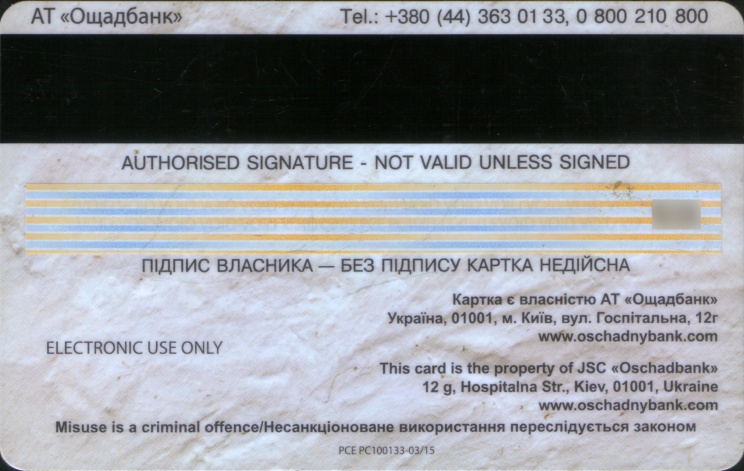 АТ «Ощадбанк» Tel.: +380 (44) 363 01 33, 0 800 210 800
AUTHORISED SIGNATURE - NOT VALID UNLESS SIGNED
ПІДПИС ВЛАСНИКА — БЕЗ ПІДПИСУ КАРТКА НЕДІЙСНА
Картка є власністю АТ «Ощадбанк»
Україна, 01001, м. Київ, вул. Госпітальна, 12г
www.oschadnybank.com
ELECTRONIC USE ONLY
This card is the property of JSC «Oschadbank»
12 g, Hospitalna Str., Kiev, 01001, Ukraine
www.oschadnybank.com
Misuse is a criminal offence/Несанкціоноване використання переслідується законом
PCE PC100133-03/15